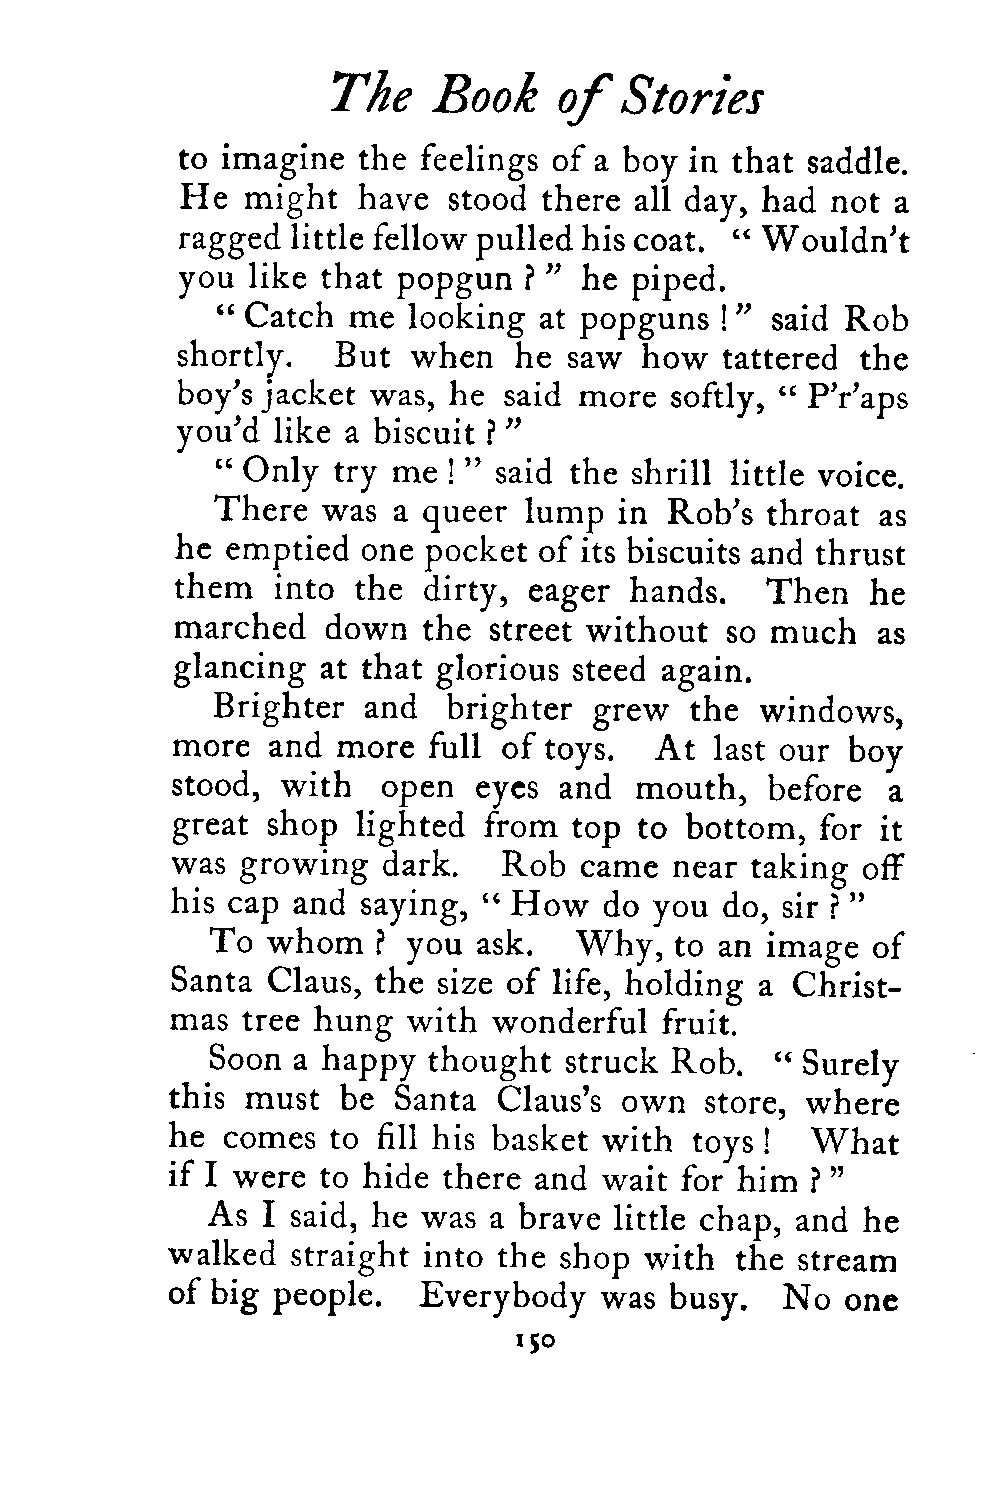 The Book of Stories
to imagine the feelings of a boy in that saddle.
He might have stood there all day, had not a
ragged little fellow pulled his coat. “ Wouldn't
you like that popgun ? ” he piped.
“ Catch me looking at popguns ! ” said Rob
shortly. But when he saw how tattered the
boy's jacket was, he said more softly, “ P'r'aps
you'd like a biscuit ? ”
“ Only try me ! ” said the shrill little voice.
There was a queer lump in Rob's throat as
he emptied one pocket of its biscuits and thrust
them into the dirty, eager hands. Then he
marched down the street without so much as
glancing at that glorious steed again.
Brighter and brighter grew the windows,
more and more full of toys. At last our boy
stood, with open eyes and mouth, before a
great shop lighted from top to bottom, for it
was growing dark. Rob came near taking off
his cap and saying, “ How do you do, sir ? ”
To whom ? you ask. Why, to an image of
Santa Claus, the size of life, holding a Christ-
mas tree hung with wonderful fruit.
Soon a happy thought struck Rob. “ Surely
this must be Santa Claus's own store, where
he comes to fill his basket with toys ! What
if I were to hide there and wait for him ? ”
As I said, he was a brave little chap, and he
walked straight into the shop with the stream
of big people. Everybody was busy. No one
150